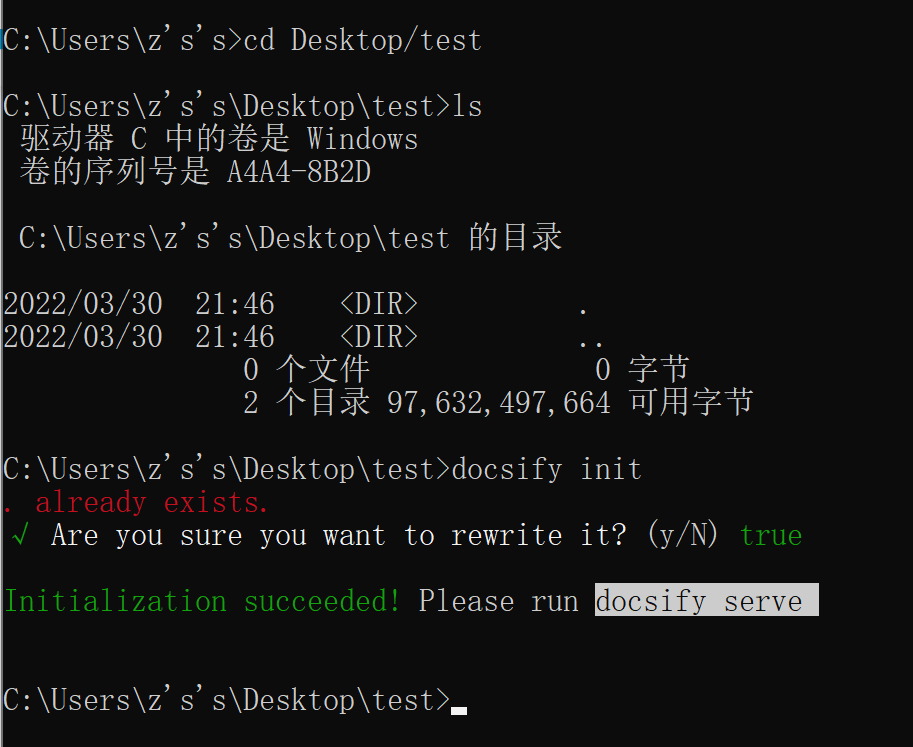 C:\Users\z's's>cd Desktop/test
C:\Users\z's's\Desktop\test>ls
驱动器 C 中的卷是 Windows
卷的序列号是 A4A4-8B2D
C:\Users\z's's\Desktop\test 的目录
2022/03/30  21:46    <DIR>          .
2022/03/30  21:46    <DIR>          ..
0 个文件              0 字节
2 个目录 97,632,497,664 可用字节
C:\Users\z's's\Desktop\test>docsify init
. already exists.
√ Are you sure you want to rewrite it? (y/N) true
Initialization succeeded! Please run docsify serve
C:\Users\z's's\Desktop\test>